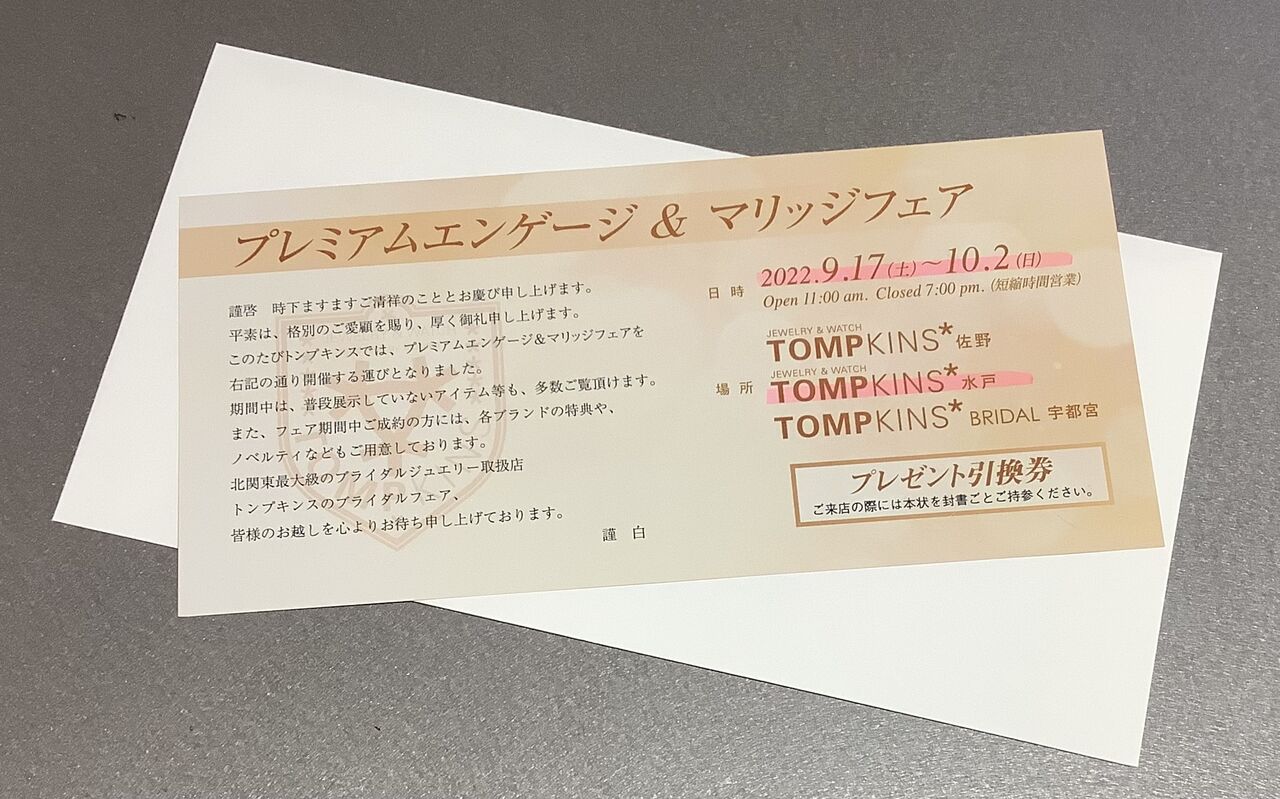 プレミアムエンゲージ & マリッジフェア
謹啓　時下ますますご清祥のこととお慶び申し上げます。
平素は、格別のご愛顧を賜り、厚く御礼申し上げます。
このたびトンプキンスでは、プレミアムエンゲージ&マリッジフェアを
右記の通り開催する運びとなりました。
期間中は、普段展示していないアイテム等も、多数ご覧頂けます。
また、フェア期間中ご成約の方には、各ブランドの特典や、
ノベルティなどもご用意しております。
北関東最大級のブライダルジュエリー取扱店
トンプキンスのブライダルフェア、
皆様のお越しを心よりお待ち申し上げております。
謹　白
日　時　2022.9.17(土)~10.2(日)
Open 11:00 am. Closed 7:00 pm. (短縮時間営業)
JEWELRY & WATCH
TOMPKINS* 佐野
JEWELRY & WATCH
場　所　TOMPKINS* 水戸
TOMPKINS* BRIDAL 宇都宮
プレゼント引換券
ご来店の際には本状を封書ごとご持参ください。